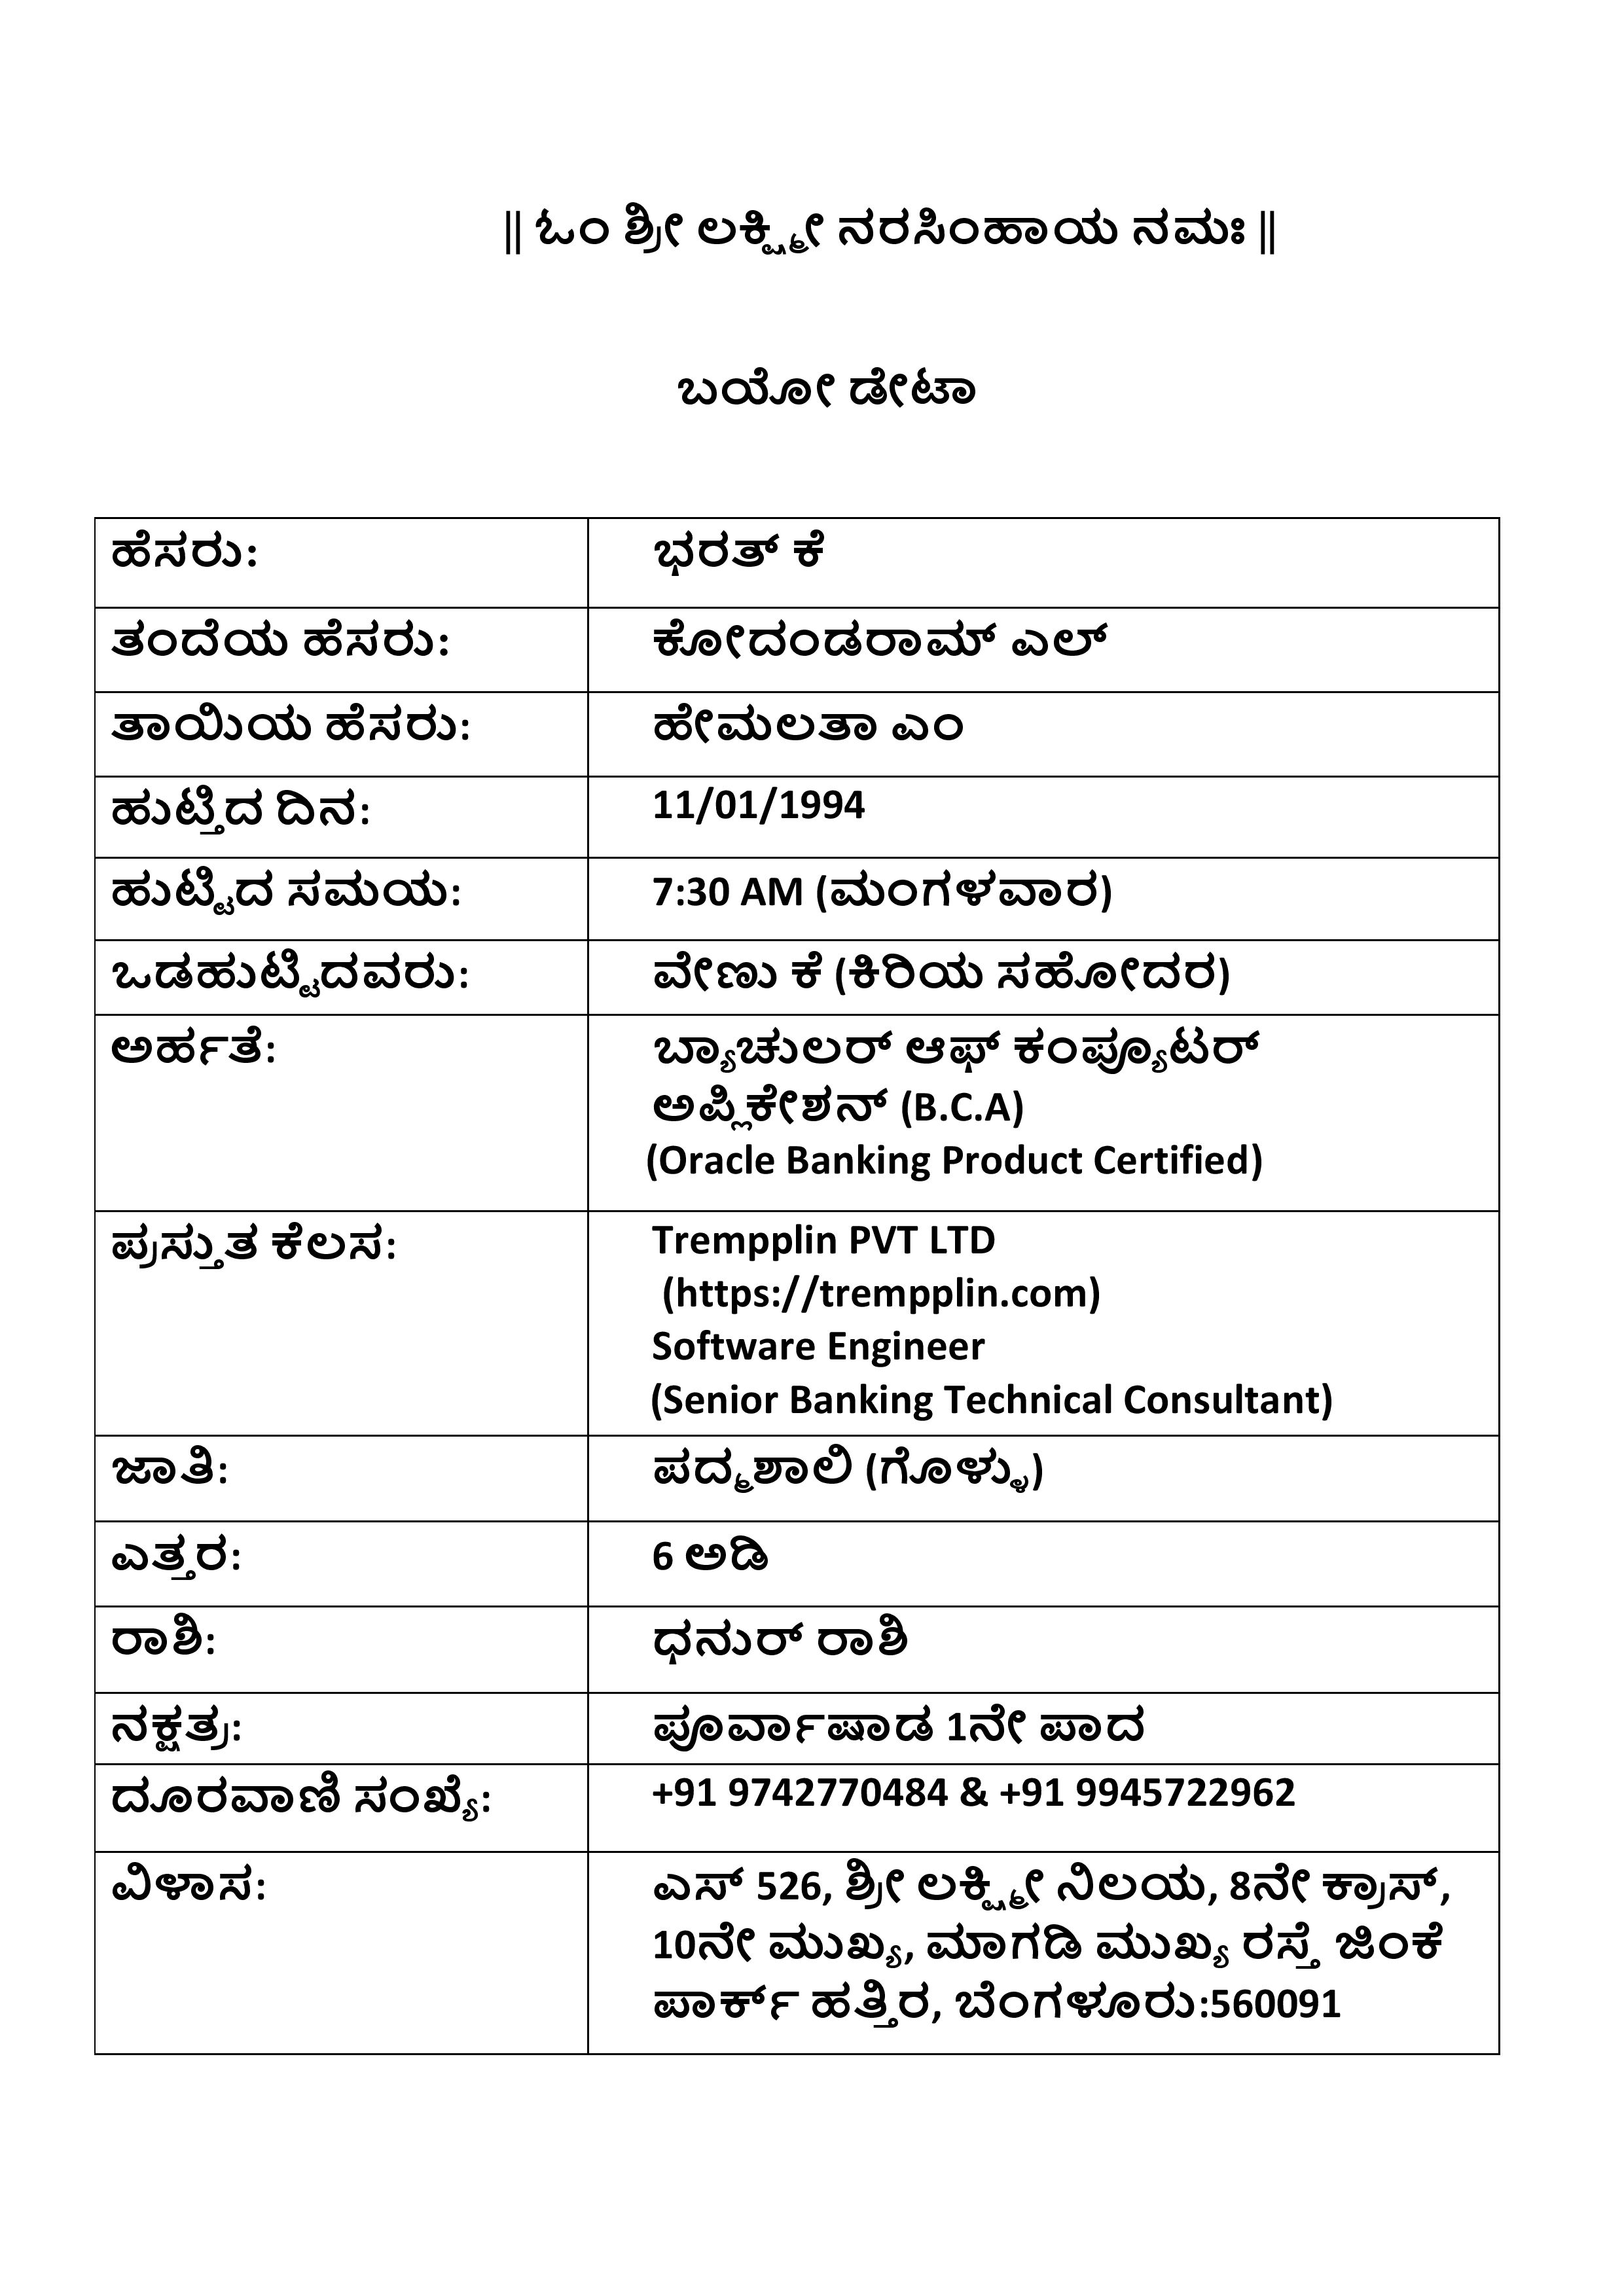 || ಓಂ ಶ್ರೀ ಲಕ್ಷ್ಮೀ ನರಸಿಂಹಾಯ ನಮಃ ||
ಬಯೋ ಡೇಟಾ
ಹೆಸರು: ಭರತ್ ಕೆ
ತಂದೆಯ ಹೆಸರು: ಕೋದಂಡರಾಮ್ ಎಲ್
ತಾಯಿಯ ಹೆಸರು: ಹೇಮಲತಾ ಎಂ
ಹುಟ್ತಿದ ದಿನ: 11/01/1994
ಹುಟ್ಟಿದ ಸಮಯ: 7:30 AM (ಮಂಗಳವಾರ)
ಒಡಹುಟ್ಟಿದವರು: ವೇಣು ಕೆ (ಕಿರಿಯ ಸಹೋದರ)
ಅರ್ಹತೆ: ಬ್ಯಾಚುಲರ್ ಆಫ್ ಕಂಪ್ಯೂಟರ್
ಅಪ್ಲಿಕೇಶನ್ (B.C.A)
(Oracle Banking Product Certified)
ಪ್ರಸ್ತುತ ಕೆಲಸ: Trempplin PVT LTD
(https://trempplin.com)
Software Engineer
(Senior Banking Technical Consultant)
ಜಾತಿ: ಪದ್ಮಶಾಲಿ (ಗೊಳ್ಳು)
ಎತ್ತರ: 6 ಅಡಿ
ರಾಶಿ: ಧನುರ್ ರಾಶಿ
ನಕ್ಷತ್ರ: ಪೂರ್ವಾಷಾಡ 1ನೇ ಪಾದ
ದೂರವಾಣಿ ಸಂಖ್ಯೆ: +91 9742770484 & +91 9945722962
ವಿಳಾಸ: ಎಸ್ 526, ಶ್ರೀ ಲಕ್ಷ್ಮೀ ನಿಲಯ, 8ನೇ ಕ್ರಾಸ್,
10ನೇ ಮುಖ್ಯ, ಮಾಗಡಿ ಮುಖ್ಯ ರಸ್ತೆ ಜಿಂಕೆ
ಪಾರ್ಕ್ ಹತ್ತಿರ, ಬೆಂಗಳೂರು:560091